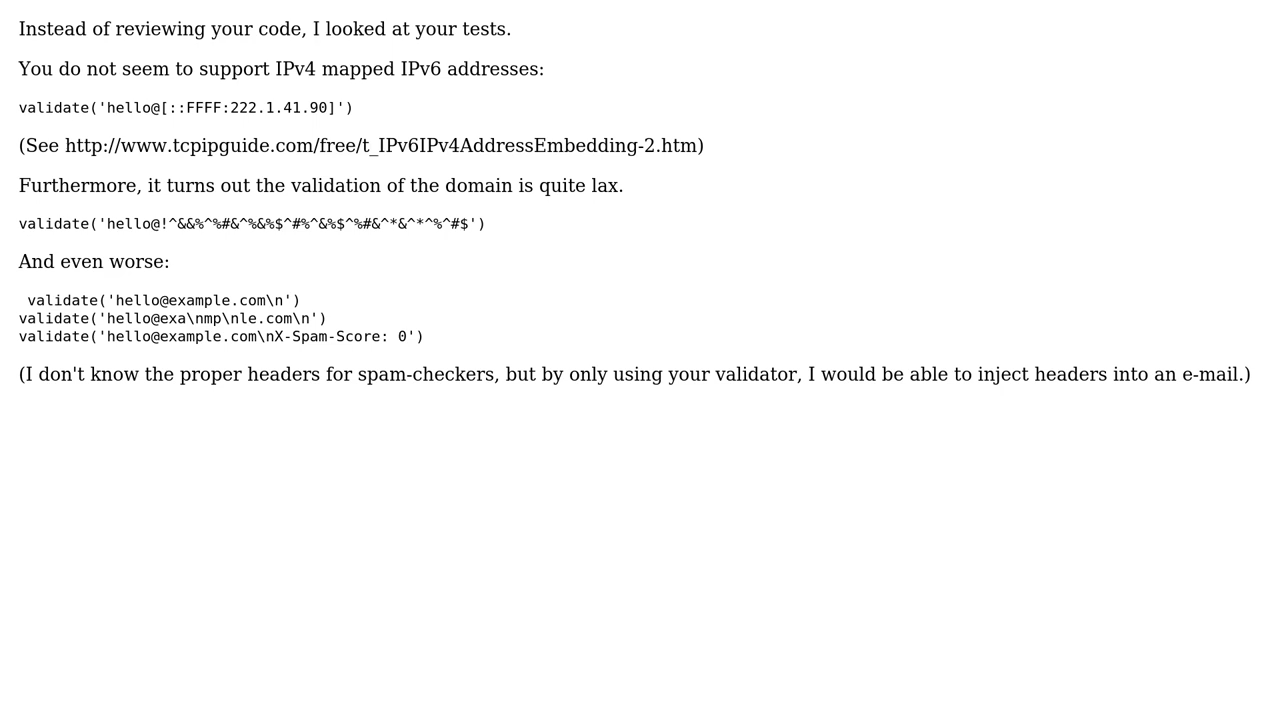 Instead of reviewing your code, I looked at your tests.
You do not seem to support IPv4 mapped IPv6 addresses:
validate('hello@[::FFFF:222.1.41.90]')
(See http://www.tcpipguide.com/free/t_IPv6IPv4AddressEmbedding-2.htm)
Furthermore, it turns out the validation of the domain is quite lax.
validate('hello@!^&&%^%#&^%&%$^#%^&%$^%#&^*&^*^%^#$')
And even worse:
validate('hello@example.com\n')
validate('hello@exa\nmp\nle.com\n')
validate('hello@example.com\nX-Spam-Score: 0')
(I don't know the proper headers for spam-checkers, but by only using your validator, I would be able to inject headers into an e-mail.)